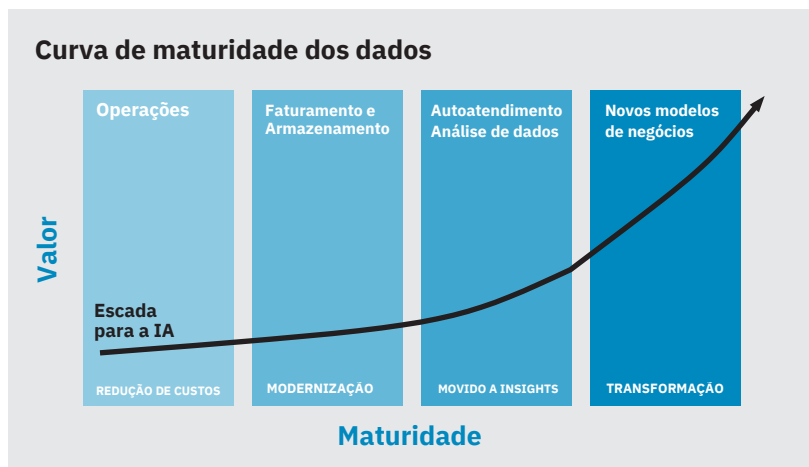 Curva de maturidade dos dados
Operações
Faturamento e
Armazenamento
Autoatendimento
Análise de dados
Novos modelos
de negócios
Valor
Escada
para a IA
REDUÇÃO DE CUSTOS
MODERNIZAÇÃO
MOVIDO A INSIGHTS
TRANSFORMAÇÃO
Maturidade